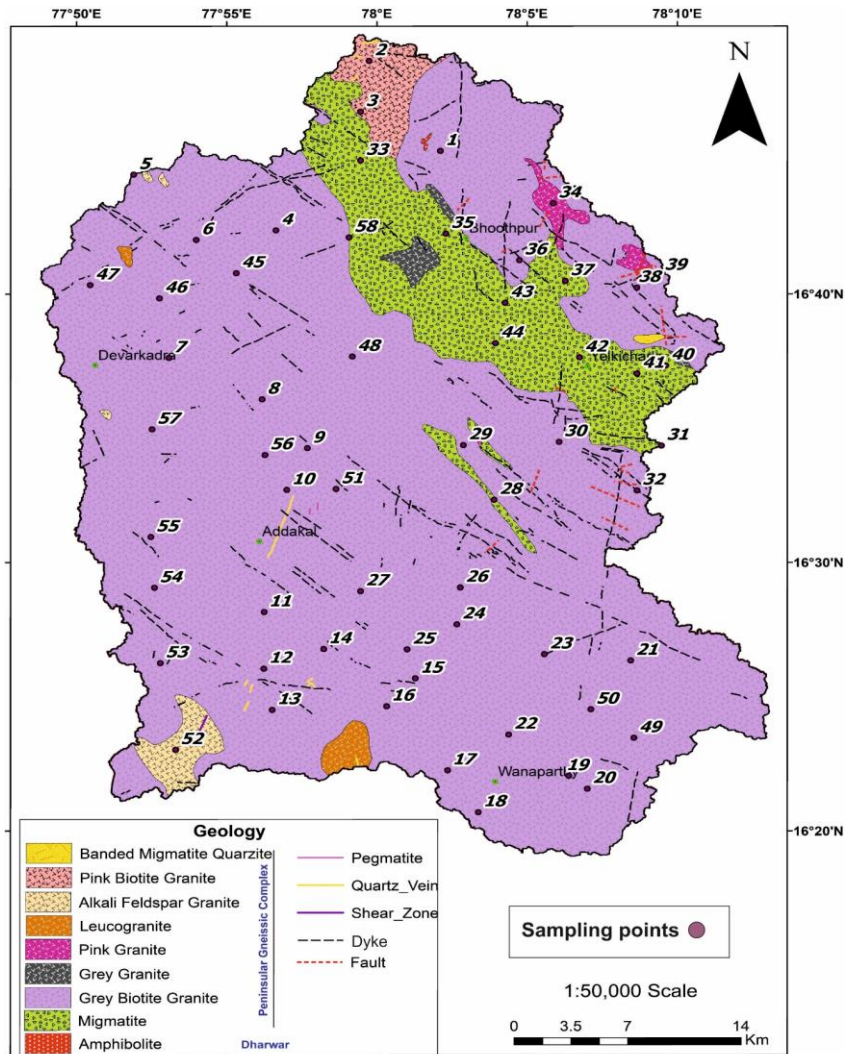 77°50'E 77°55'E 78°E 78°5'E 78°10'E
N
2
3
1
33
5
34
4
58
35
Bhoothpur
6
36
45
37
39
38
47
46
43
16°40'N
44
48
42
40
Devarkadra
7
41
8
57
30
31
56
9
29
32
10
51
28
55
Addakal
16°30'N
54
27
26
11
24
14
25
23
53
12
21
15
13
16
50
52
22
49
17
Wanaparthy
19
20
18
16°20'N
Geology
Banded Migmatite Quarzite
Pink Biotite Granite
Alkali Feldspar Granite
Leucogranite
Pink Granite
Grey Granite
Grey Biotite Granite
Migmatite
Amphibolite
Peninsular Gneissic Complex
Dharwar
Pegmatite
Quartz_Vein
Shear_Zone
Dyke
Fault
Sampling points
1:50,000 Scale
0 3.5 7 14
Km